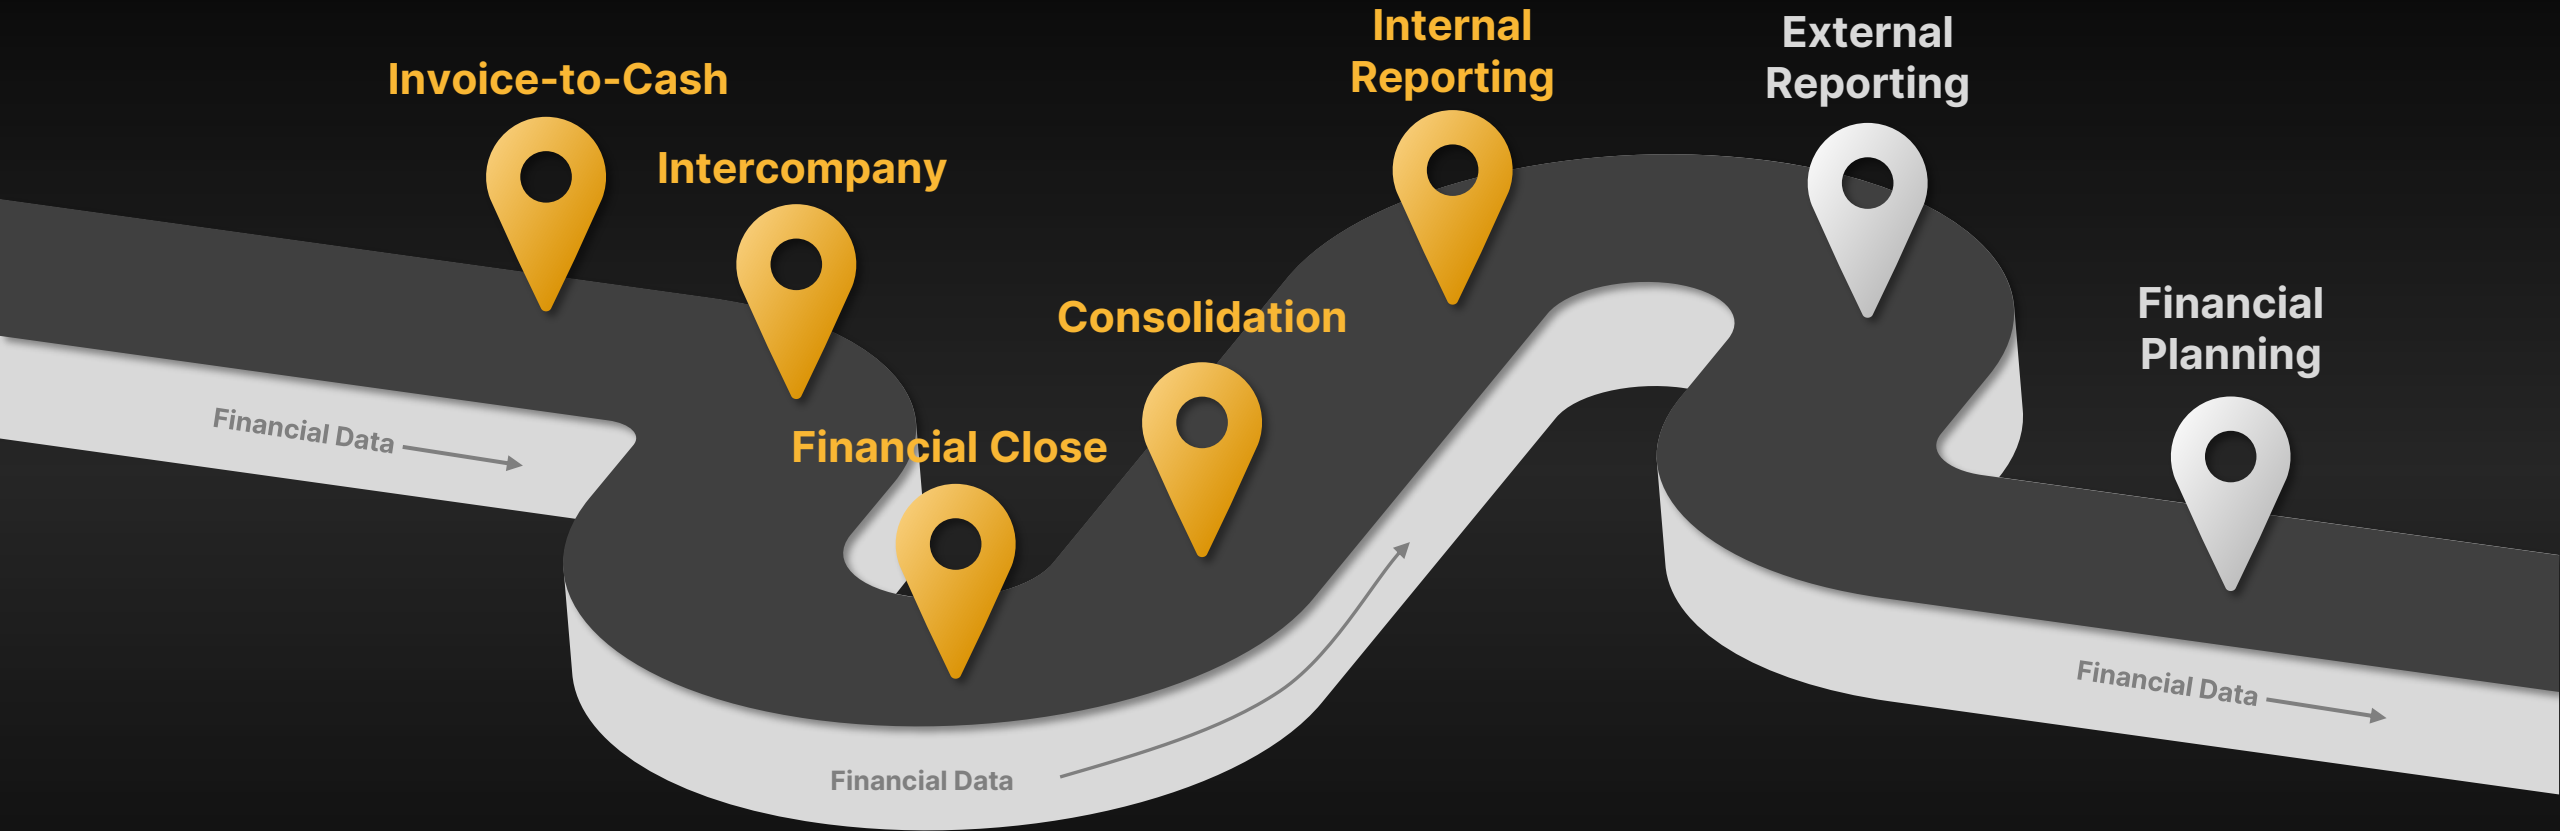 Invoice-to-Cash
Intercompany
Financial Close
Consolidation
Internal
Reporting
External
Reporting
Financial
Planning
Financial Data
Financial Data
Financial Data